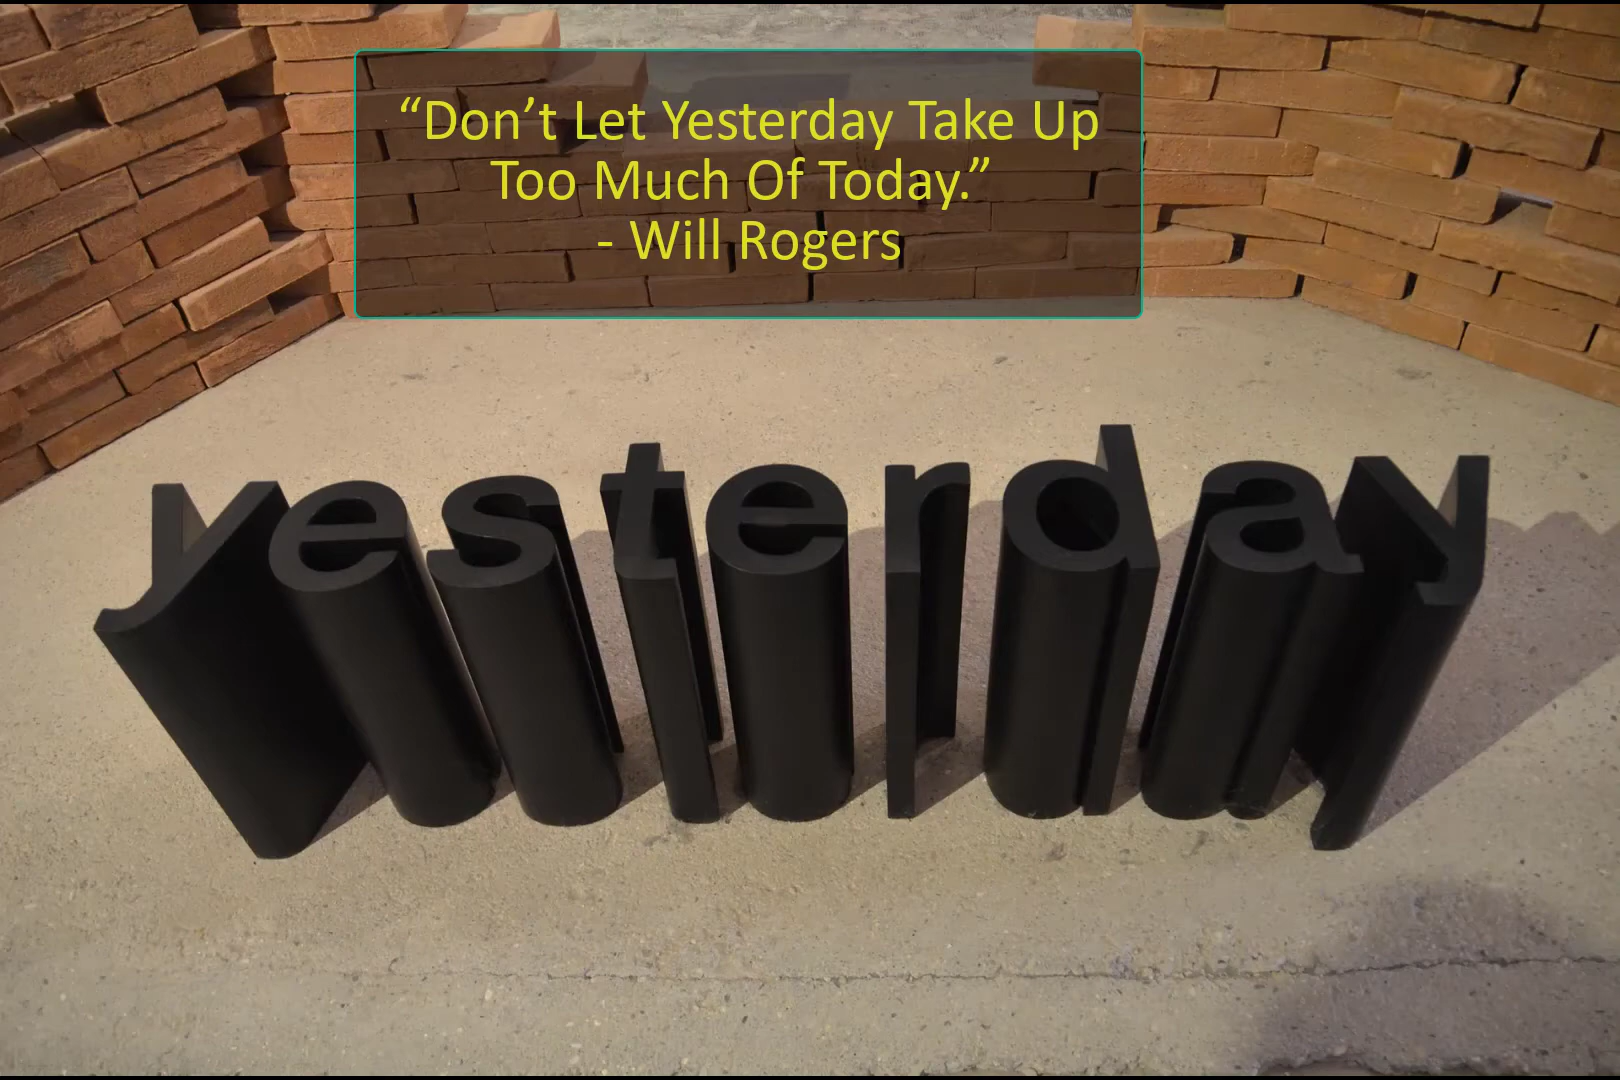 “Don’t Let Yesterday Take Up
Too Much Of Today.”
- Will Rogers
yesterday